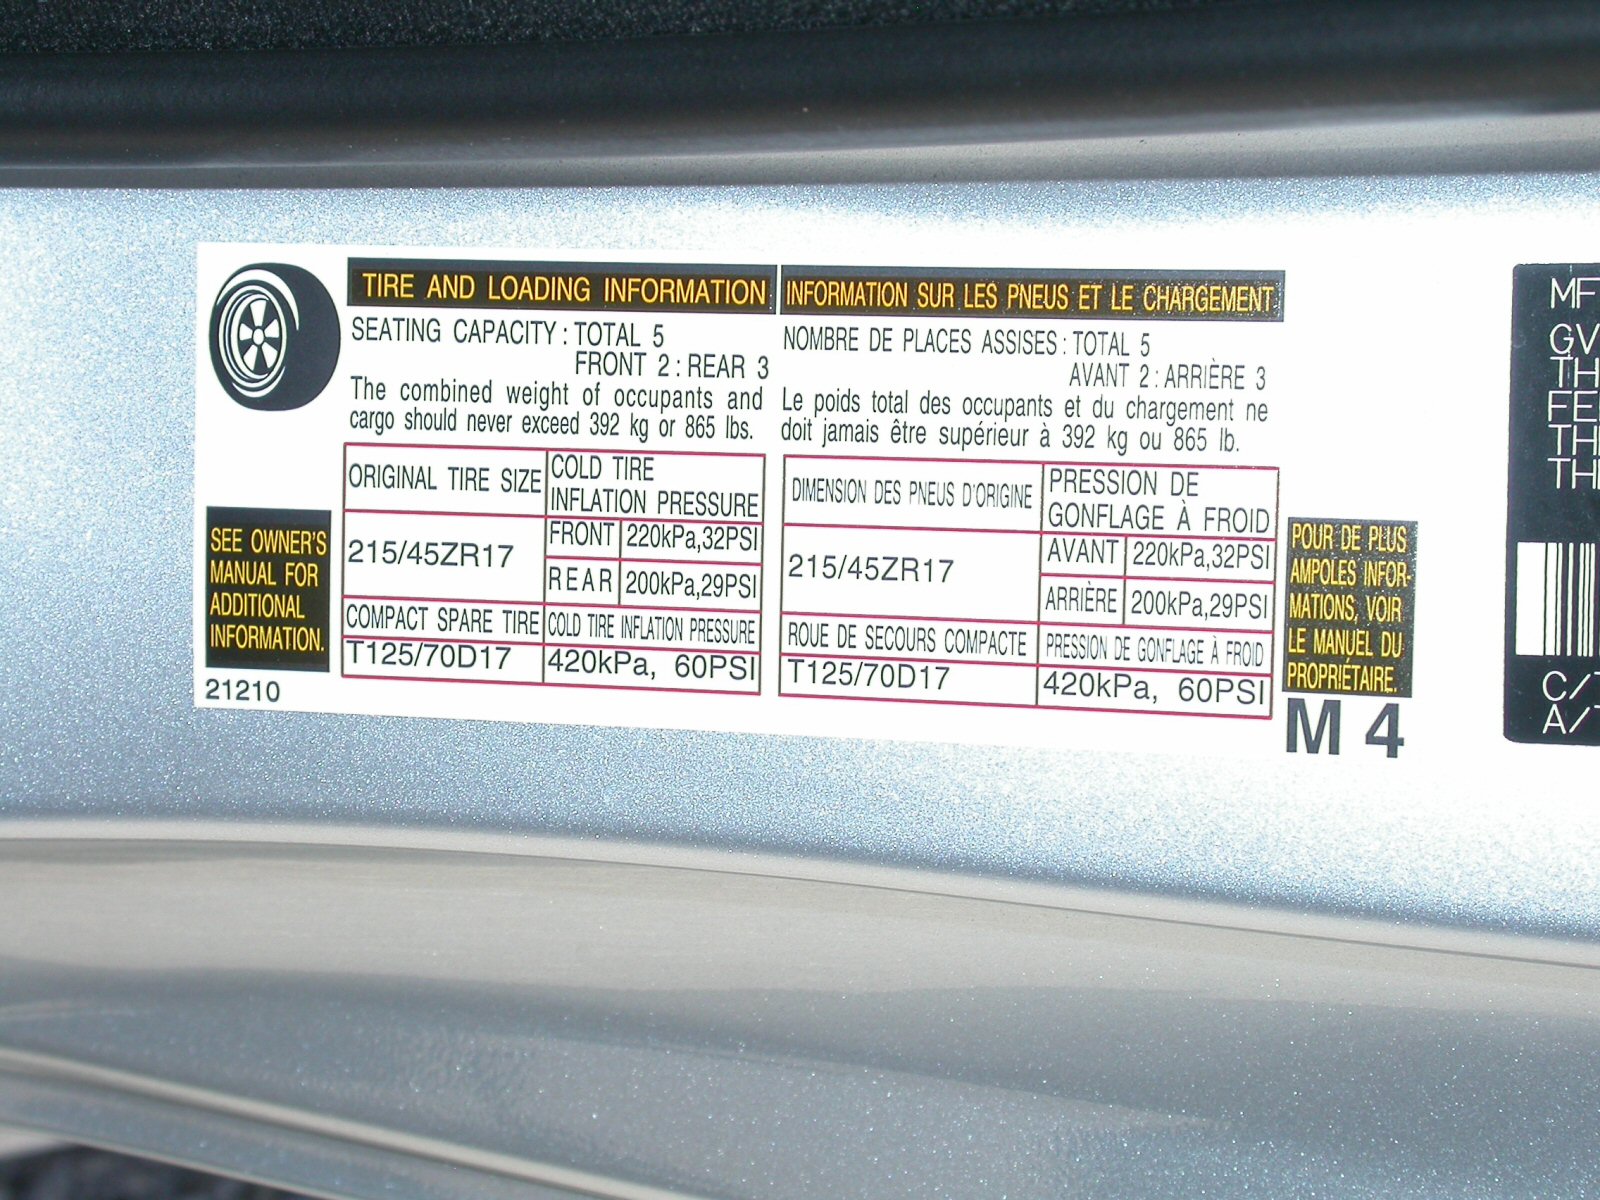 TIRE AND LOADING INFORMATION
SEATING CAPACITY : TOTAL 5
FRONT 2 : REAR 3
The combined weight of occupants and
cargo should never exceed 392 kg or 865 lbs.
ORIGINAL TIRE SIZE
COLD TIRE
INFLATION PRESSURE
215/45ZR17
FRONT 220kPa,32PSI
REAR 200kPa,29PSI
COMPACT SPARE TIRE COLD TIRE INFLATION PRESSURE
T125/70D17 420kPa, 60PSI
SEE OWNER'S
MANUAL FOR
ADDITIONAL
INFORMATION.
21210
INFORMATION SUR LES PNEUS ET LE CHARGEMENT
NOMBRE DE PLACES ASSISES : TOTAL 5
AVANT 2 : ARRIÈRE 3
Le poids total des occupants et du chargement ne
doit jamais être supérieur à 392 kg ou 865 lb.
DIMENSION DES PNEUS D'ORIGINE
PRESSION DE
GONFLAGE À FROID
215/45ZR17
AVANT 220kPa,32PSI
ARRIÈRE 200kPa,29PSI
ROUE DE SECOURS COMPACTE PRESSION DE GONFLAGE À FROID
T125/70D17 420kPa, 60PSI
POUR DE PLUS
AMPOLES INFOR-
MATIONS, VOIR
LE MANUEL DU
PROPRIÉTAIRE.
M 4
MF
GV
TH
FE
TH
THE
C/T
A/T